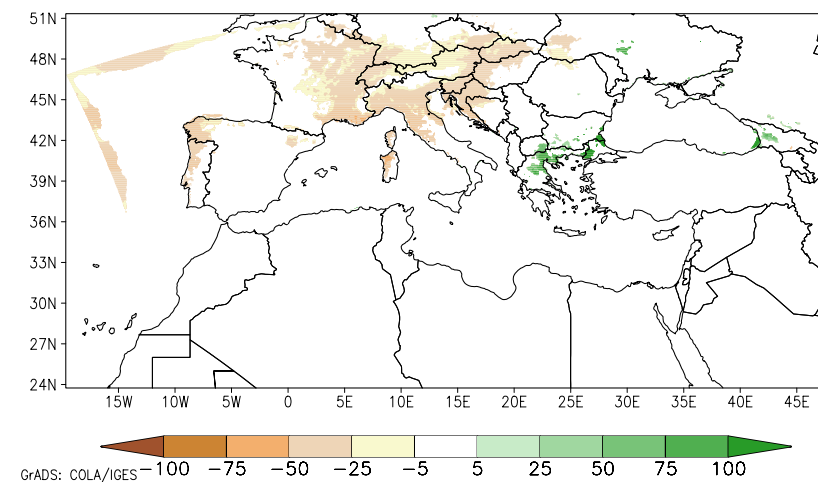 51N
48N
45N
42N
39N
36N
33N
30N
27N
24N
15W 10W 5W 0 5E 10E 15E 20E 25E 30E 35E 40E 45E
-100 -75 -50 -25 -5 5 25 50 75 100
GrADS: COLA/IGES